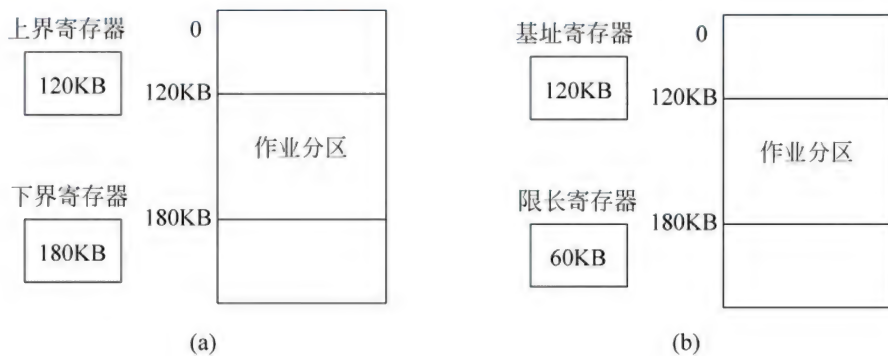 上界寄存器
120KB
下界寄存器
180KB
0
120KB
作业分区
180KB
(a)
基址寄存器
120KB
限长寄存器
60KB
0
120KB
作业分区
180KB
(b)